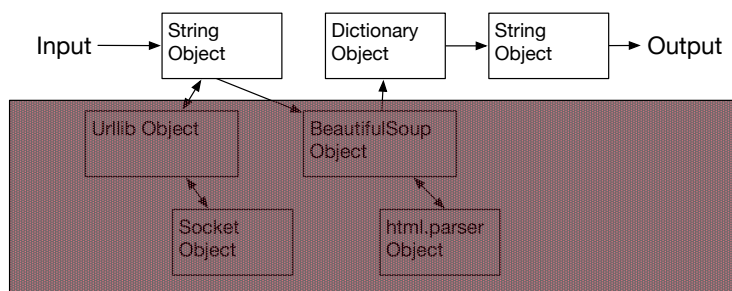 Input
String
Object
Dictionary
Object
String
Object
Output
Urllib Object
BeautifulSoup
Object
Socket
Object
html.parser
Object